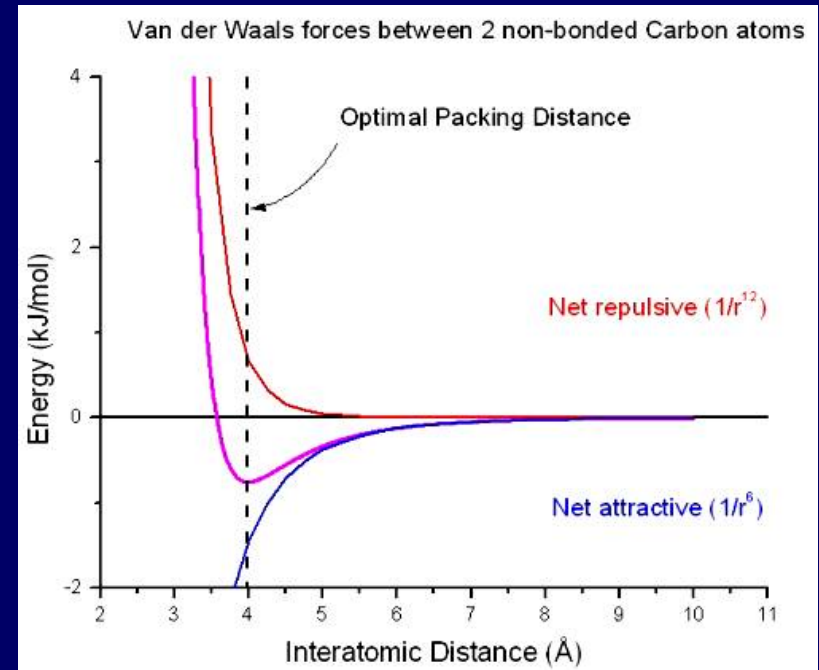 Van der Waals forces between 2 non-bonded Carbon atoms
4
Optimal Packing Distance
2
Net repulsive (1/r¹²)
Energy (kJ/mol)
0
Net attractive (1/r⁶)
-2
2 3 4 5 6 7 8 9 10 11
Interatomic Distance (Å)